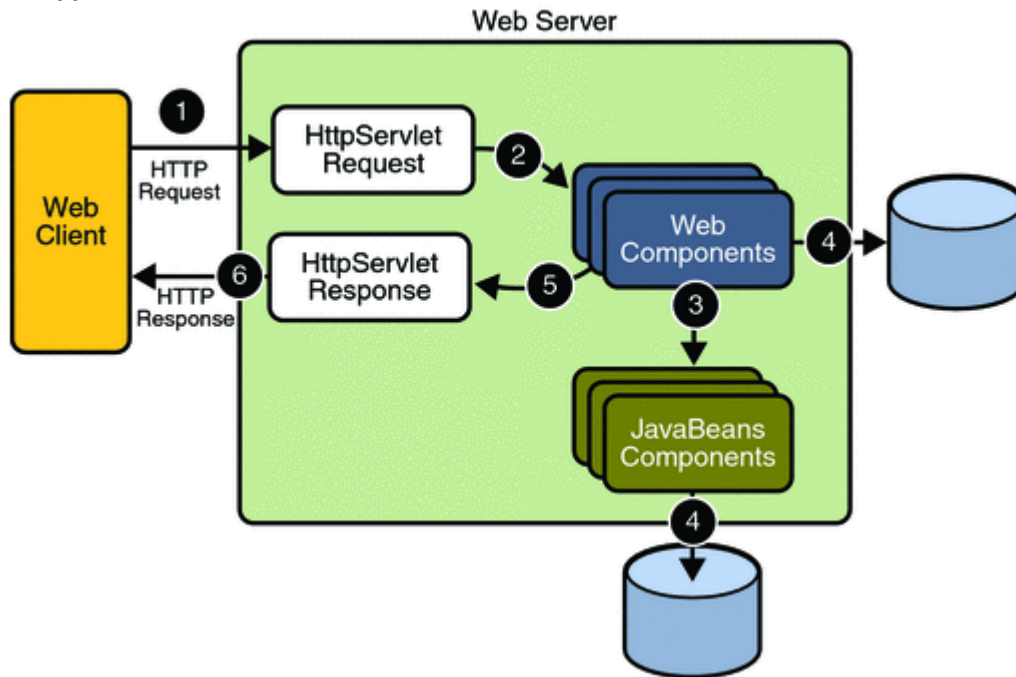 Web Server
1
HTTP
Request
HttpServlet
Request
2
Web
Client
Web
Components
4
HttpServlet
Response
5
6
HTTP
Response
3
JavaBeans
Components
4